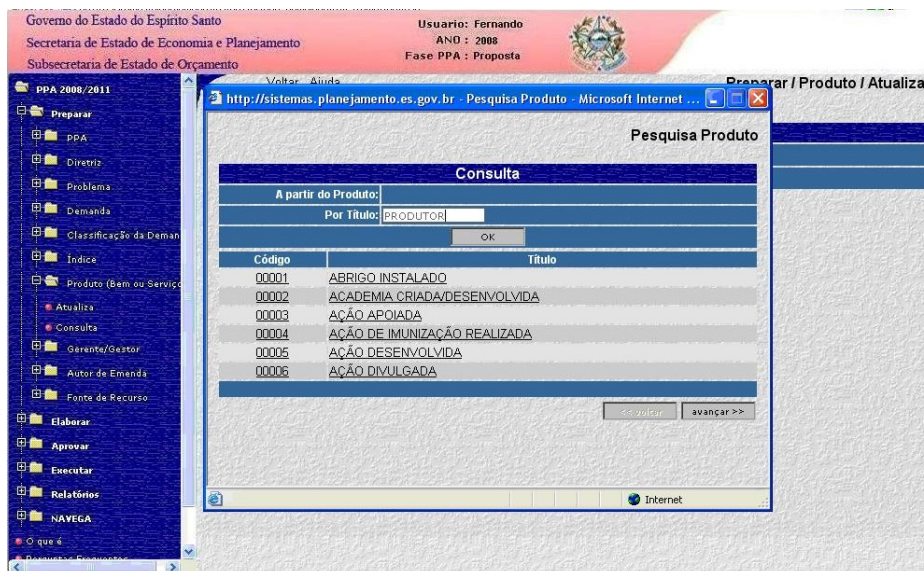 Governo do Estado do Espírito Santo
Secretaria de Estado de Economia e Planejamento
Subsecretaria de Estado de Orçamento
Usuario: Fernando
ANO : 2008
Fase PPA : Proposta
Voltar Ajuda
Preparar / Produto / Atualiza
PPA 2008/2011
Preparar
PPA
Diretriz
Problema
Demanda
Classificação da Deman
Índice
Produto (Bem ou Serviço
Atualiza
Consulta
Gerente/Gestor
Autor de Emenda
Fonte de Recurso
Elaborar
Aprovar
Executar
Relatórios
NAVEGA
O que é
Perguntas Frequentes
http://sistemas.planejamento.es.gov.br - Pesquisa Produto - Microsoft Internet ...
Pesquisa Produto
Consulta
A partir do Produto:
Por Título: PRODUTOR
OK
Código Título
00001 ABRIGO INSTALADO
00002 ACADEMIA CRIADA/DESENVOLVIDA
00003 AÇÃO APOIADA
00004 AÇÃO DE IMUNIZAÇÃO REALIZADA
00005 AÇÃO DESENVOLVIDA
00006 AÇÃO DIVULGADA
<< voltar avançar >>
Internet